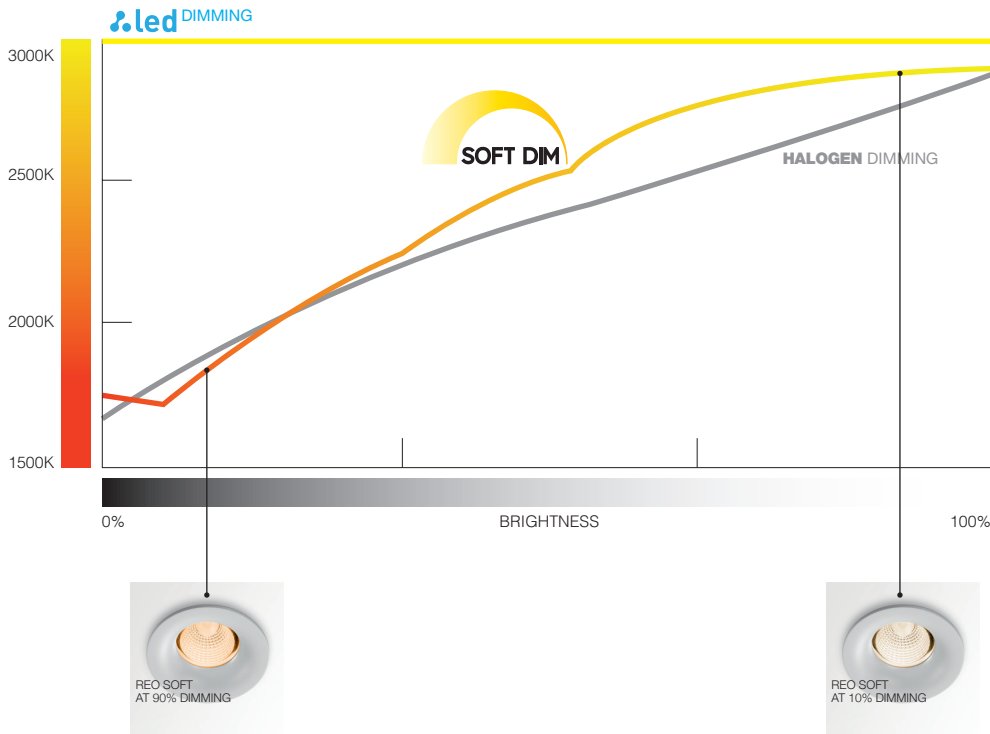 led DIMMING
3000K
SOFT DIM
HALOGEN DIMMING
2500K
2000K
1500K
0% BRIGHTNESS 100%
REO SOFT
AT 90% DIMMING
REO SOFT
AT 10% DIMMING